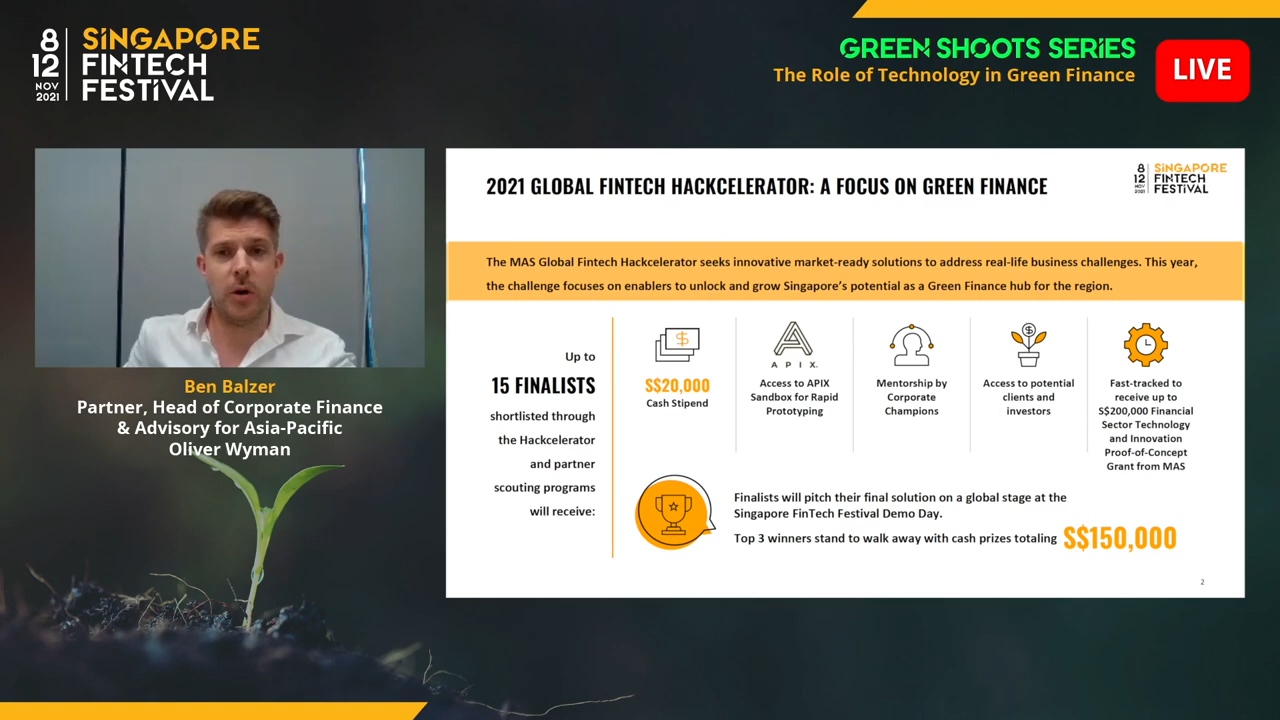 8 SINGAPORE
12 FINTECH
NOV 2021 FESTIVAL
GREEN SHOOTS SERIES
The Role of Technology in Green Finance
LIVE
Ben Balzer
Partner, Head of Corporate Finance
& Advisory for Asia-Pacific
Oliver Wyman
2021 GLOBAL FINTECH HACKCELERATOR: A FOCUS ON GREEN FINANCE
8 SINGAPORE
12 FINTECH
NOV 2021 FESTIVAL
The MAS Global Fintech Hackcelerator seeks innovative market-ready solutions to address real-life business challenges. This year,
the challenge focuses on enablers to unlock and grow Singapore's potential as a Green Finance hub for the region.
Up to
15 FINALISTS
shortlisted through
the Hackcelerator
and partner
scouting programs
will receive:
S$20,000
Cash Stipend
APIX
Access to APIX
Sandbox for Rapid
Prototyping
Mentorship by
Corporate
Champions
Access to potential
clients and
investors
Fast-tracked to
receive up to
S$200,000 Financial
Sector Technology
and Innovation
Proof-of-Concept
Grant from MAS
Finalists will pitch their final solution on a global stage at the
Singapore FinTech Festival Demo Day.
Top 3 winners stand to walk away with cash prizes totaling S$150,000
2